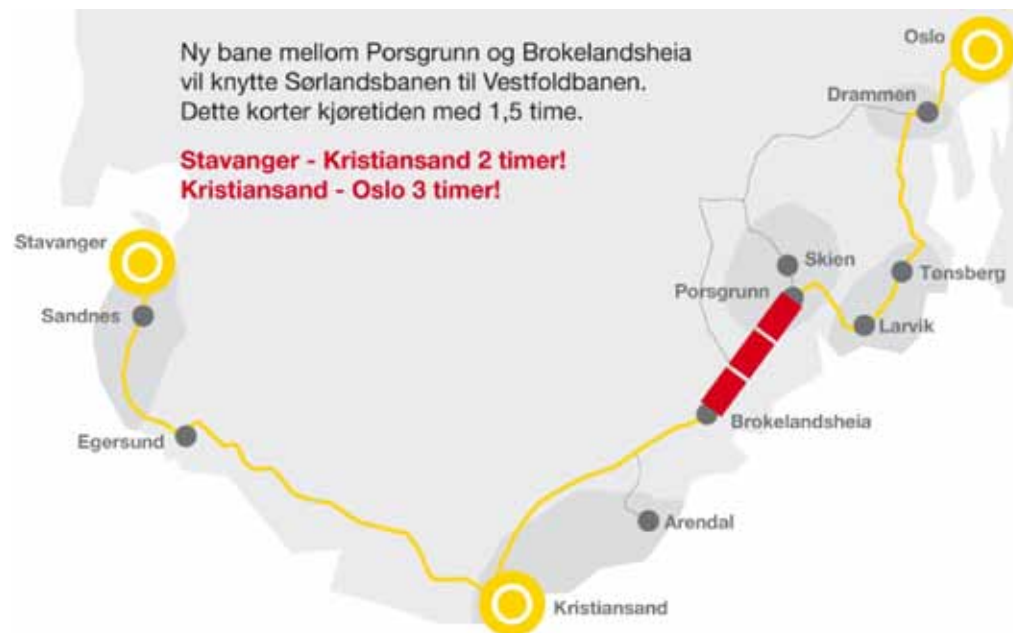 Ny bane mellom Porsgrunn og Brokelandsheia
vil knytte Sørlandsbanen til Vestfoldbanen.
Dette korter kjøretiden med 1,5 time.
Stavanger - Kristiansand 2 timer!
Kristiansand - Oslo 3 timer!
Oslo
Drammen
Stavanger
Skien
Tønsberg
Porsgrunn
Sandnes
Larvik
Brokelandsheia
Egersund
Arendal
Kristiansand